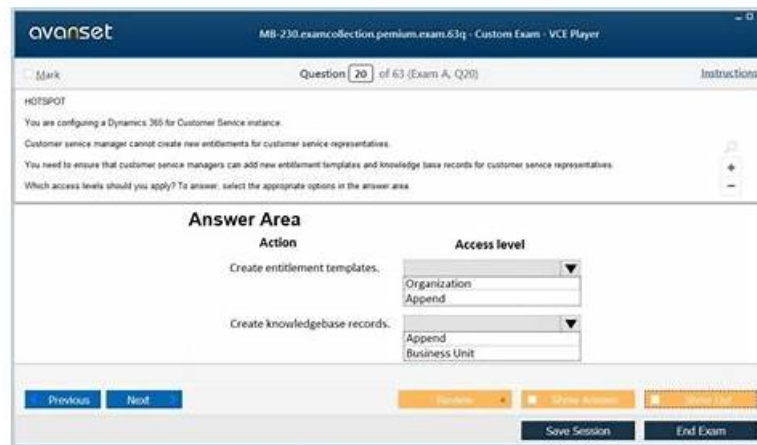 avanset
MB-230.examcollection.pemium.exam.63q - Custom Exam - VCE Player
Mark
Question 20 of 63 (Exam A, Q20)
Instructions
HOTSPOT
You are configuring a Dynamics 365 for Customer Service instance.
Customer service manager cannot create new entitlements for customer service representatives.
You need to ensure that customer service managers can add new entitlement templates and knowledge base records for customer service representatives.
Which access levels should you apply? To answer, select the appropriate options in the answer area
Answer Area
Action Access level
Create entitlement templates.
Organization
Append
Create knowledgebase records.
Append
Business Unit
Previous Next Review Show Answer Show List
Save Session End Exam